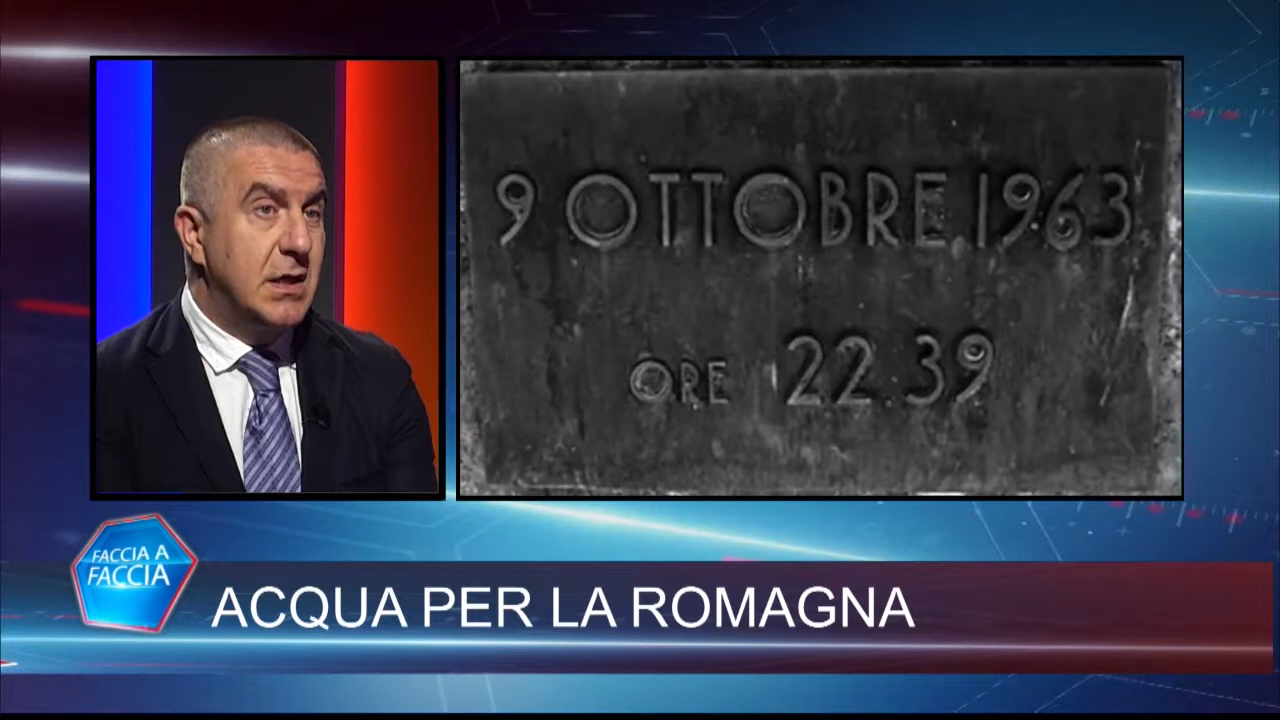 9 OTTOBRE 1963
ORE 22.39
FACCIA A
FACCIA
ACQUA PER LA ROMAGNA